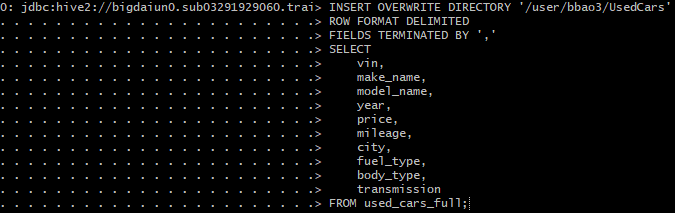 0: jdbc:hive2://bigdaiun0.sub03291929060.trai> INSERT OVERWRITE DIRECTORY '/user/bbao3/UsedCars'
. . . . . . . . . . . . . . . . . . . . . . .> ROW FORMAT DELIMITED
. . . . . . . . . . . . . . . . . . . . . . .> FIELDS TERMINATED BY ','
. . . . . . . . . . . . . . . . . . . . . . .> SELECT
. . . . . . . . . . . . . . . . . . . . . . .>     vin,
. . . . . . . . . . . . . . . . . . . . . . .>     make_name,
. . . . . . . . . . . . . . . . . . . . . . .>     model_name,
. . . . . . . . . . . . . . . . . . . . . . .>     year,
. . . . . . . . . . . . . . . . . . . . . . .>     price,
. . . . . . . . . . . . . . . . . . . . . . .>     mileage,
. . . . . . . . . . . . . . . . . . . . . . .>     city,
. . . . . . . . . . . . . . . . . . . . . . .>     fuel_type,
. . . . . . . . . . . . . . . . . . . . . . .>     body_type,
. . . . . . . . . . . . . . . . . . . . . . .>     transmission
. . . . . . . . . . . . . . . . . . . . . . .> FROM used_cars_full;